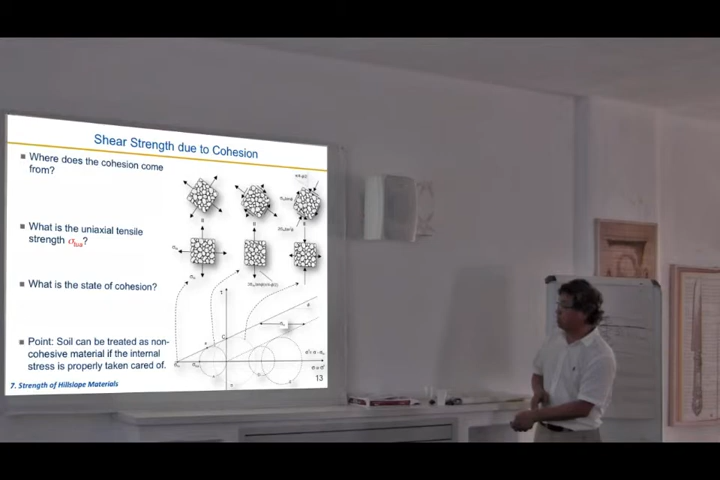 Shear Strength due to Cohesion
Where does the cohesion come
from?
What is the uniaxial tensile
strength σtua?
What is the state of cohesion?
Point: Soil can be treated as non-
cohesive material if the internal
stress is properly taken cared of.
7. Strength of Hillslope Materials
13